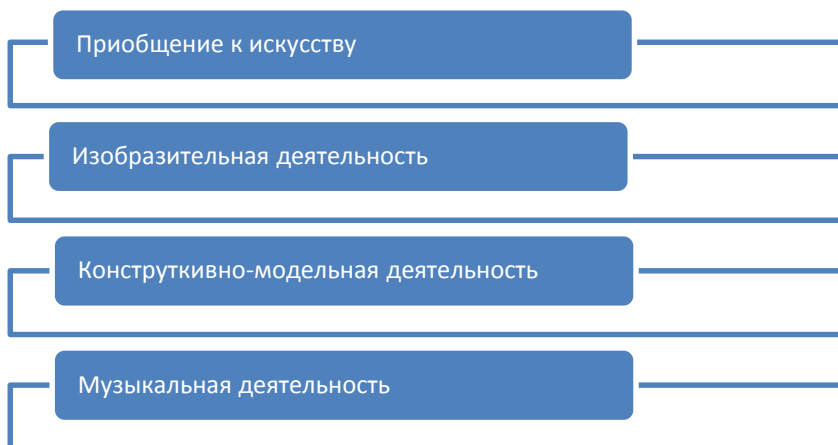 Приобщение к искусству
Изобразительная деятельность
Конструткивно-модельная деятельность
Музыкальная деятельность